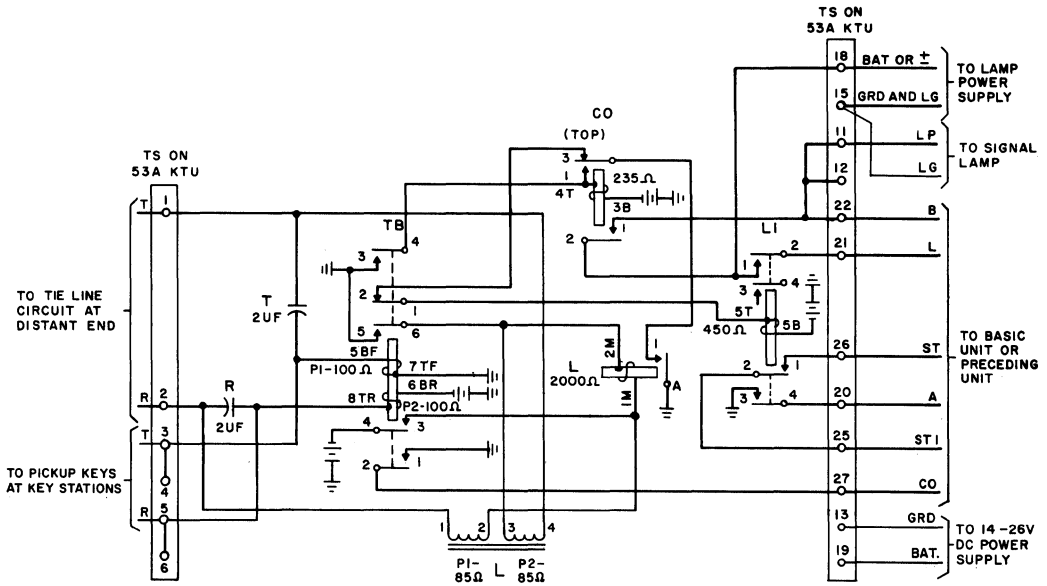 TS ON
53A KTU
18
BAT OR ±
15
GRD AND LG
TO LAMP
POWER
SUPPLY
11
LP
12
LG
TO SIGNAL
LAMP
22
B
21
L
26
ST
20
A
25
ST I
27
CO
TO BASIC
UNIT OR
PRECEDING
UNIT
13
GRD
19
BAT.
TO 14-26V
DC POWER
SUPPLY
CO
(TOP)
3
1
4T
235Ω
3B
2
1
LI
2
1
3
4
5T
450Ω
5B
2
1
3
4
TS ON
53A KTU
T
1
TO TIE LINE
CIRCUIT AT
DISTANT END
R
2
T
3
4
TO PICKUP KEYS
AT KEY STATIONS
R
5
6
T
2UF
R
2UF
TB
4
3
2
1
5
6
5BF
P1-100Ω
7TF
6BR
8TR
P2-100Ω
4
3
2
1
2M
L
2000Ω
1M
1
A
1
2
3
4
P1-
85Ω
L
P2-
85Ω